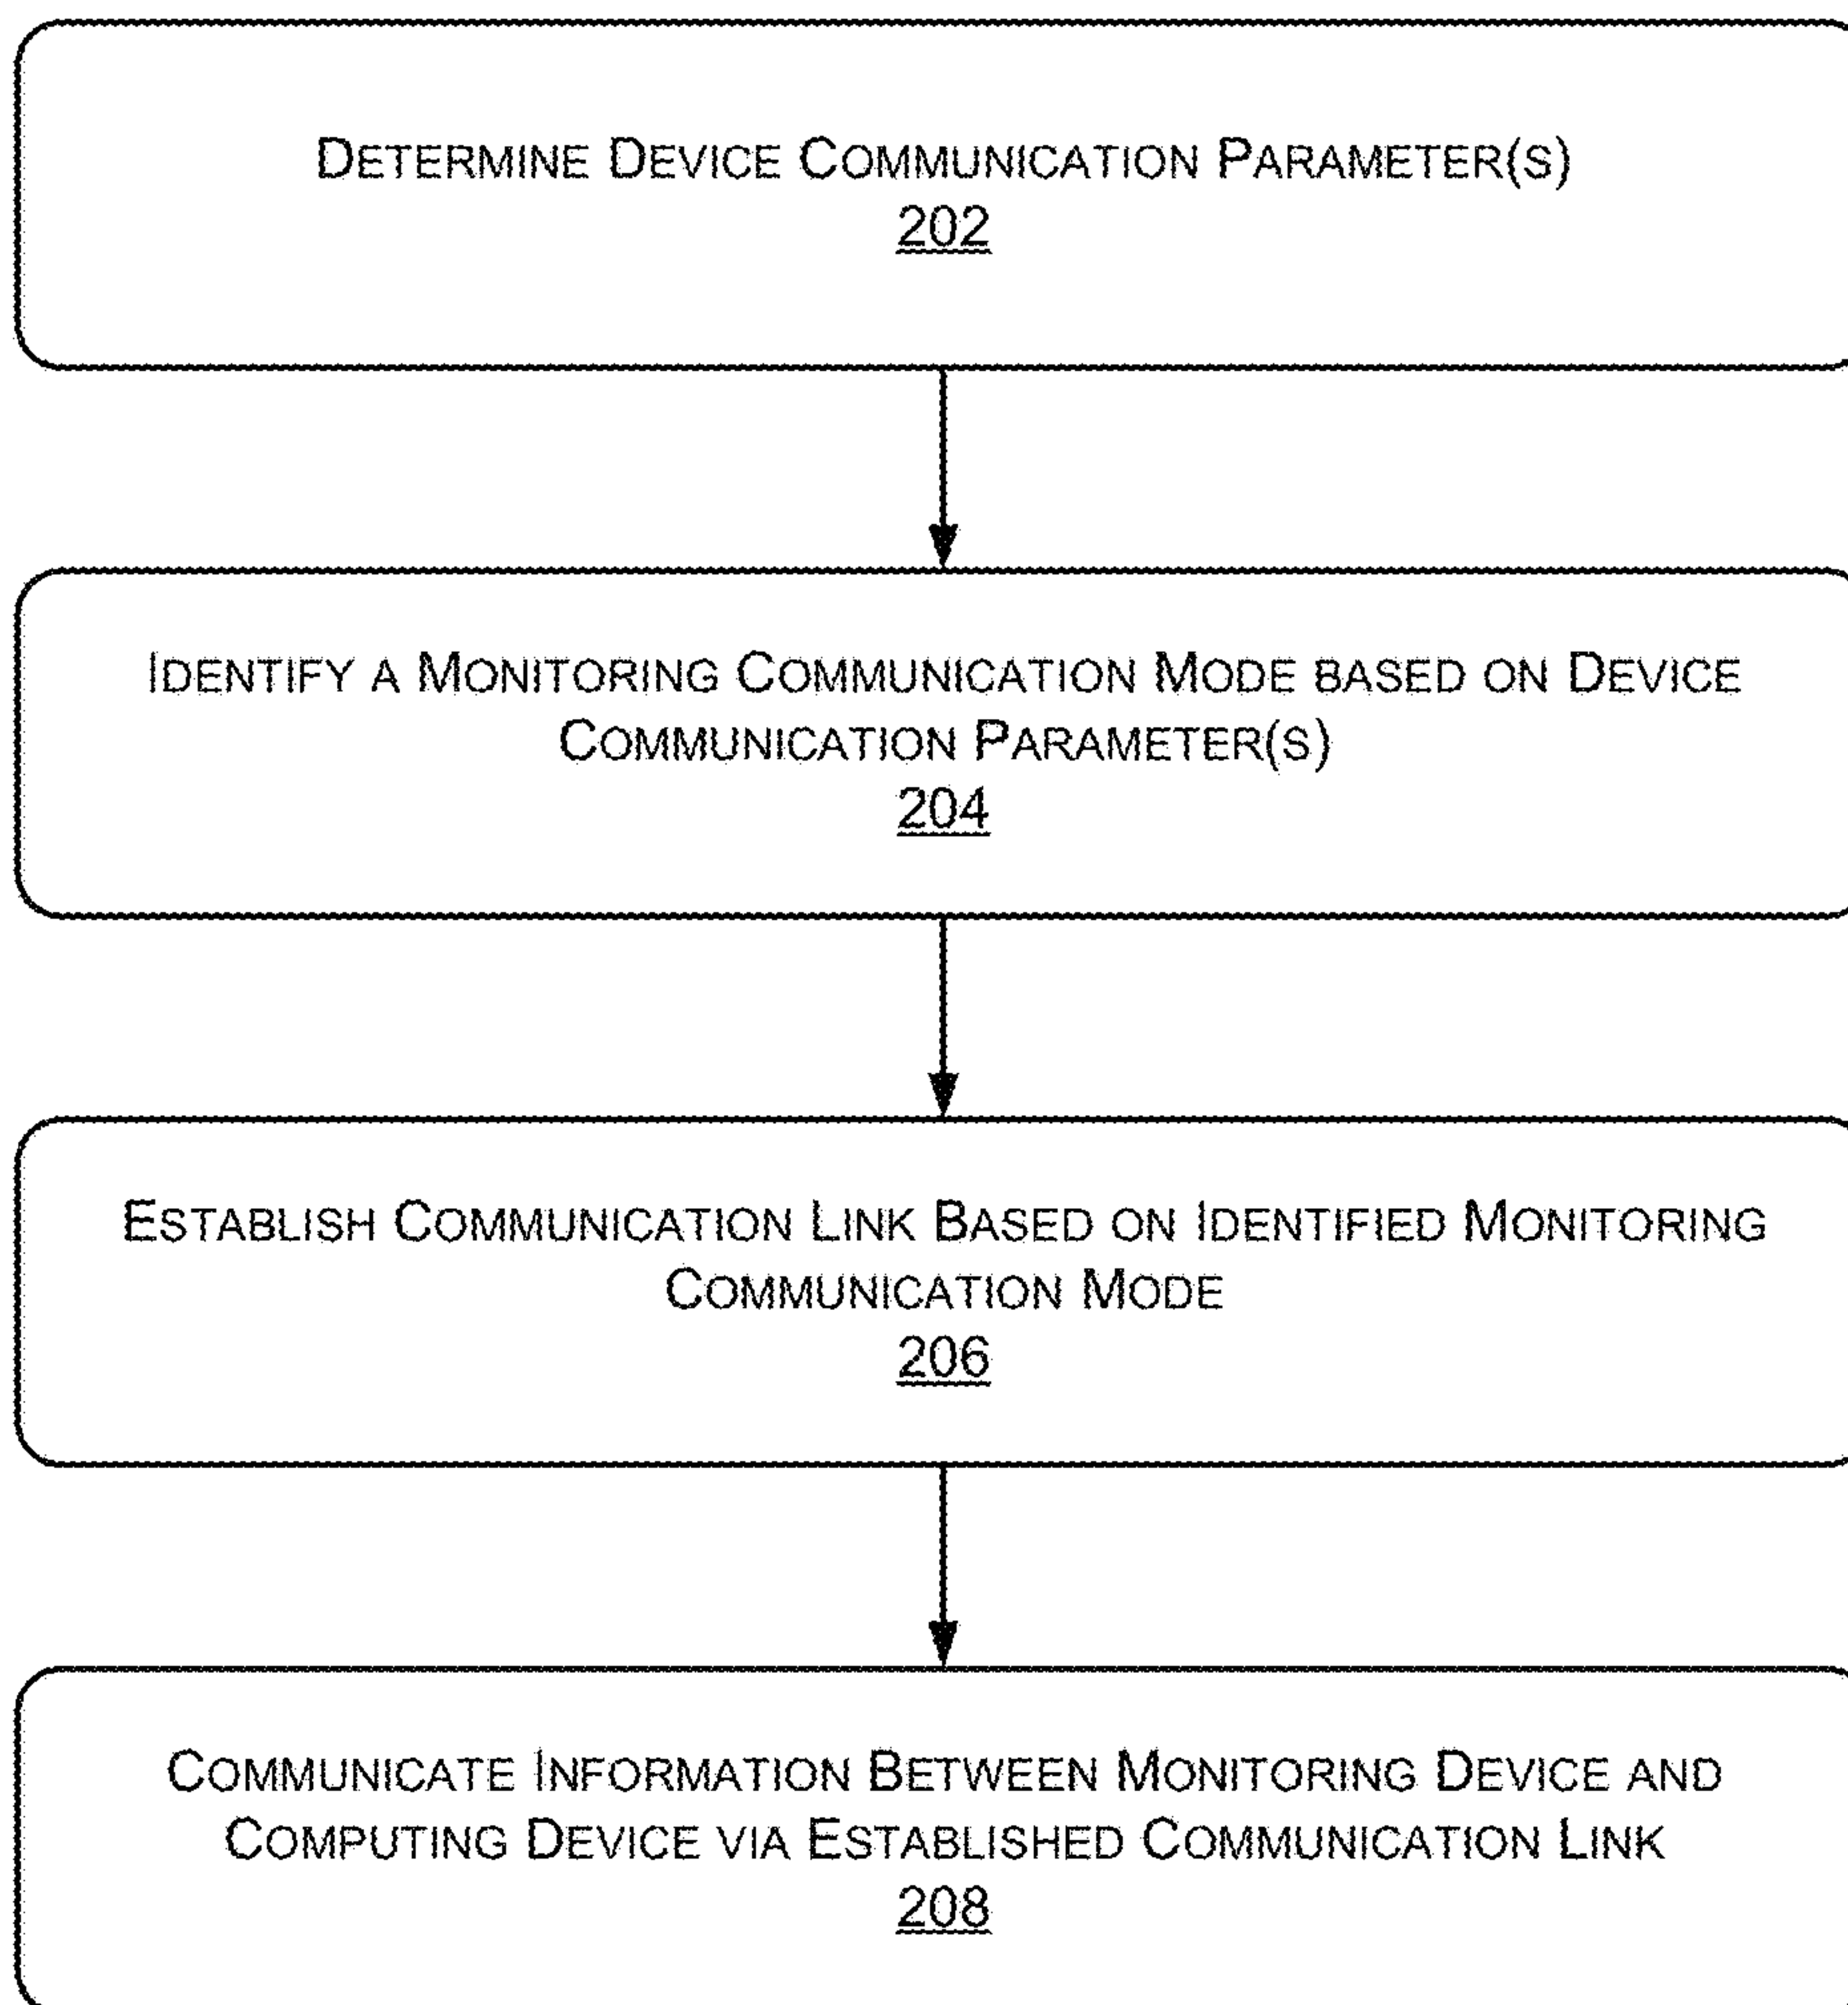 DETERMINE DEVICE COMMUNICATION PARAMETER(S)
202
IDENTIFY A MONITORING COMMUNICATION MODE BASED ON DEVICE
COMMUNICATION PARAMETER(S)
204
ESTABLISH COMMUNICATION LINK BASED ON IDENTIFIED MONITORING
COMMUNICATION MODE
206
COMMUNICATE INFORMATION BETWEEN MONITORING DEVICE AND
COMPUTING DEVICE VIA ESTABLISHED COMMUNICATION LINK
208